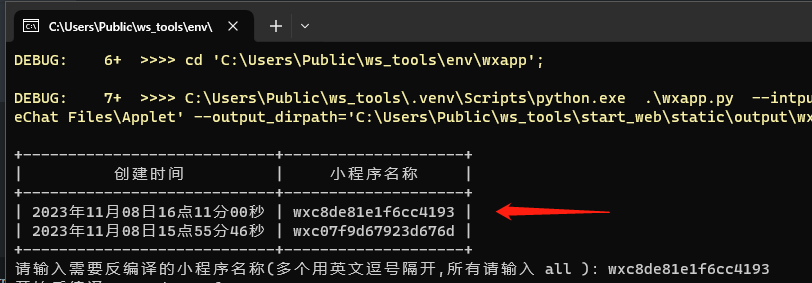 C:\Users\Public\ws_tools\env\
DEBUG:    6+  >>>> cd 'C:\Users\Public\ws_tools\env\wxapp';
DEBUG:    7+  >>>> C:\Users\Public\ws_tools\.venv\Scripts\python.exe  .\wxapp.py  --intpu
eChat Files\Applet' --output_dirpath='C:\Users\Public\ws_tools\start_web\static\output\wx
+---------------------------+--------------------+
|         创建时间          |     小程序名称     |
+---------------------------+--------------------+
| 2023年11月08日16点11分00秒 | wxc8de81e1f6cc4193 |
| 2023年11月08日15点55分46秒 | wxc07f9d67923d676d |
+---------------------------+--------------------+
请输入需要反编译的小程序名称(多个用英文逗号隔开,所有请输入 all ): wxc8de81e1f6cc4193